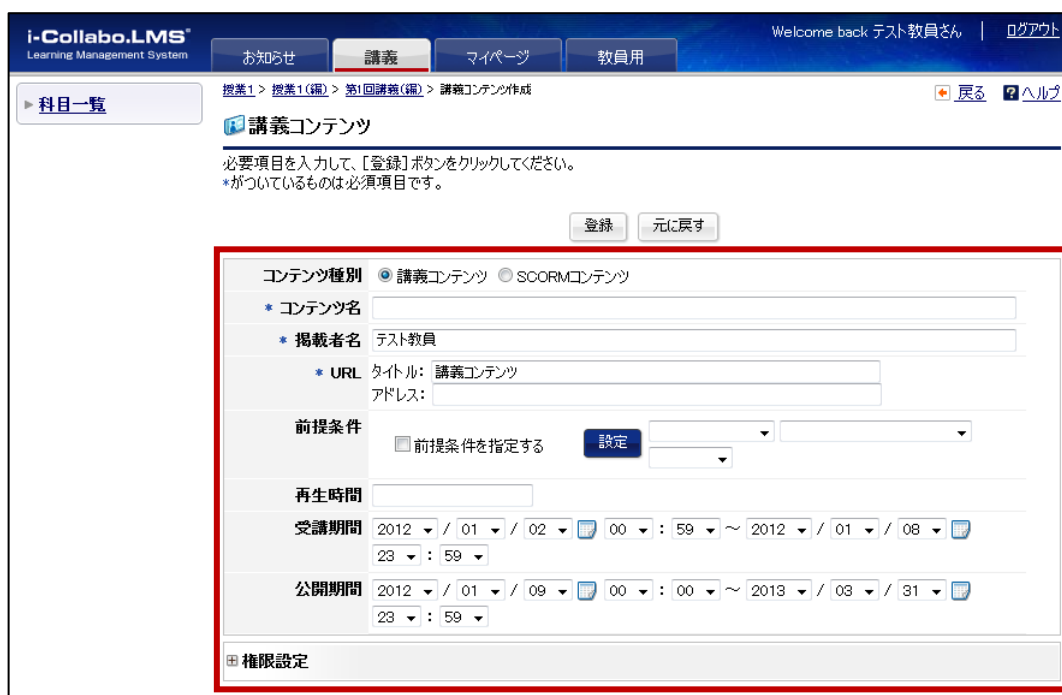 i-Collabo.LMS
Learning Management System
Welcome back テスト教員さん | ログアウト
お知らせ 講義 マイページ 教員用
科目一覧
授業1 > 授業1(編) > 第1回講義(編) > 講義コンテンツ作成
戻る ?ヘルプ
講義コンテンツ
必要項目を入力して、[登録]ボタンをクリックしてください。
*がついているものは必須項目です。
登録 元に戻す
コンテンツ種別 講義コンテンツ SCORMコンテンツ
* コンテンツ名
* 掲載者名 テスト教員
* URL タイトル: 講義コンテンツ
アドレス:
前提条件 前提条件を指定する 設定
再生時間
受講期間 2012 / 01 / 02 00 : 59 ～ 2012 / 01 / 08
23 : 59
公開期間 2012 / 01 / 09 00 : 00 ～ 2013 / 03 / 31
23 : 59
権限設定